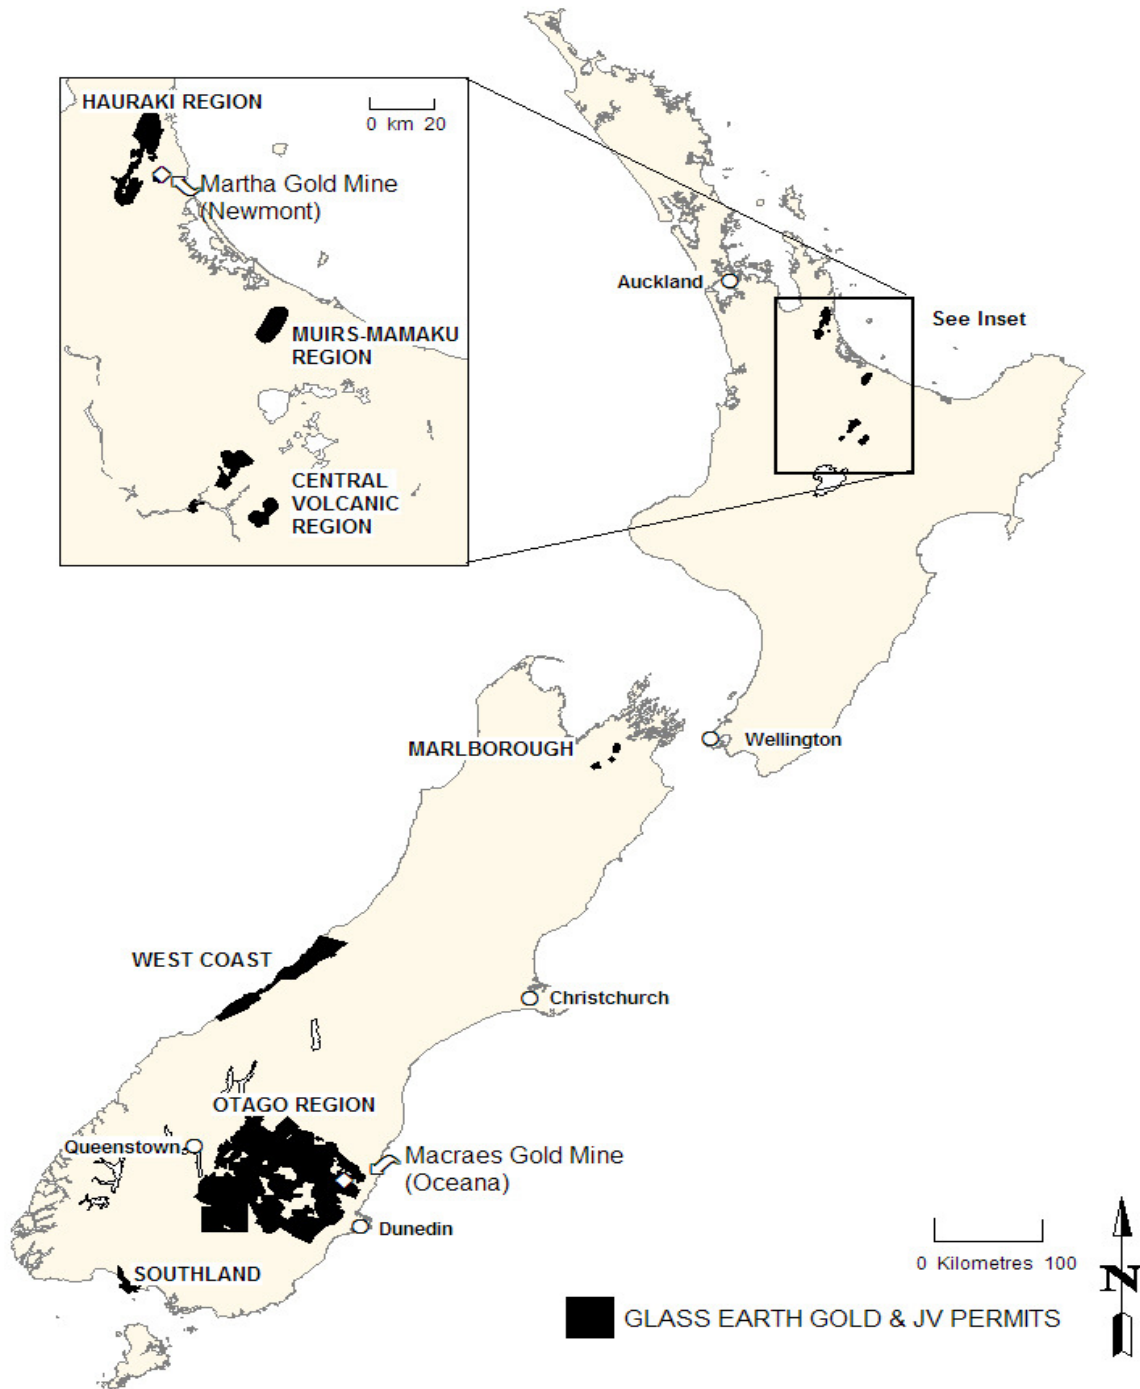 HAURAKI REGION
0 km 20
Martha Gold Mine
(Newmont)
MUIRS-MAMAKU
REGION
CENTRAL
VOLCANIC
REGION
Auckland
See Inset
Wellington
MARLBOROUGH
WEST COAST
Christchurch
OTAGO REGION
Queenstown
Macraes Gold Mine
(Oceana)
Dunedin
SOUTHLAND
0 Kilometres 100
N
GLASS EARTH GOLD & JV PERMITS